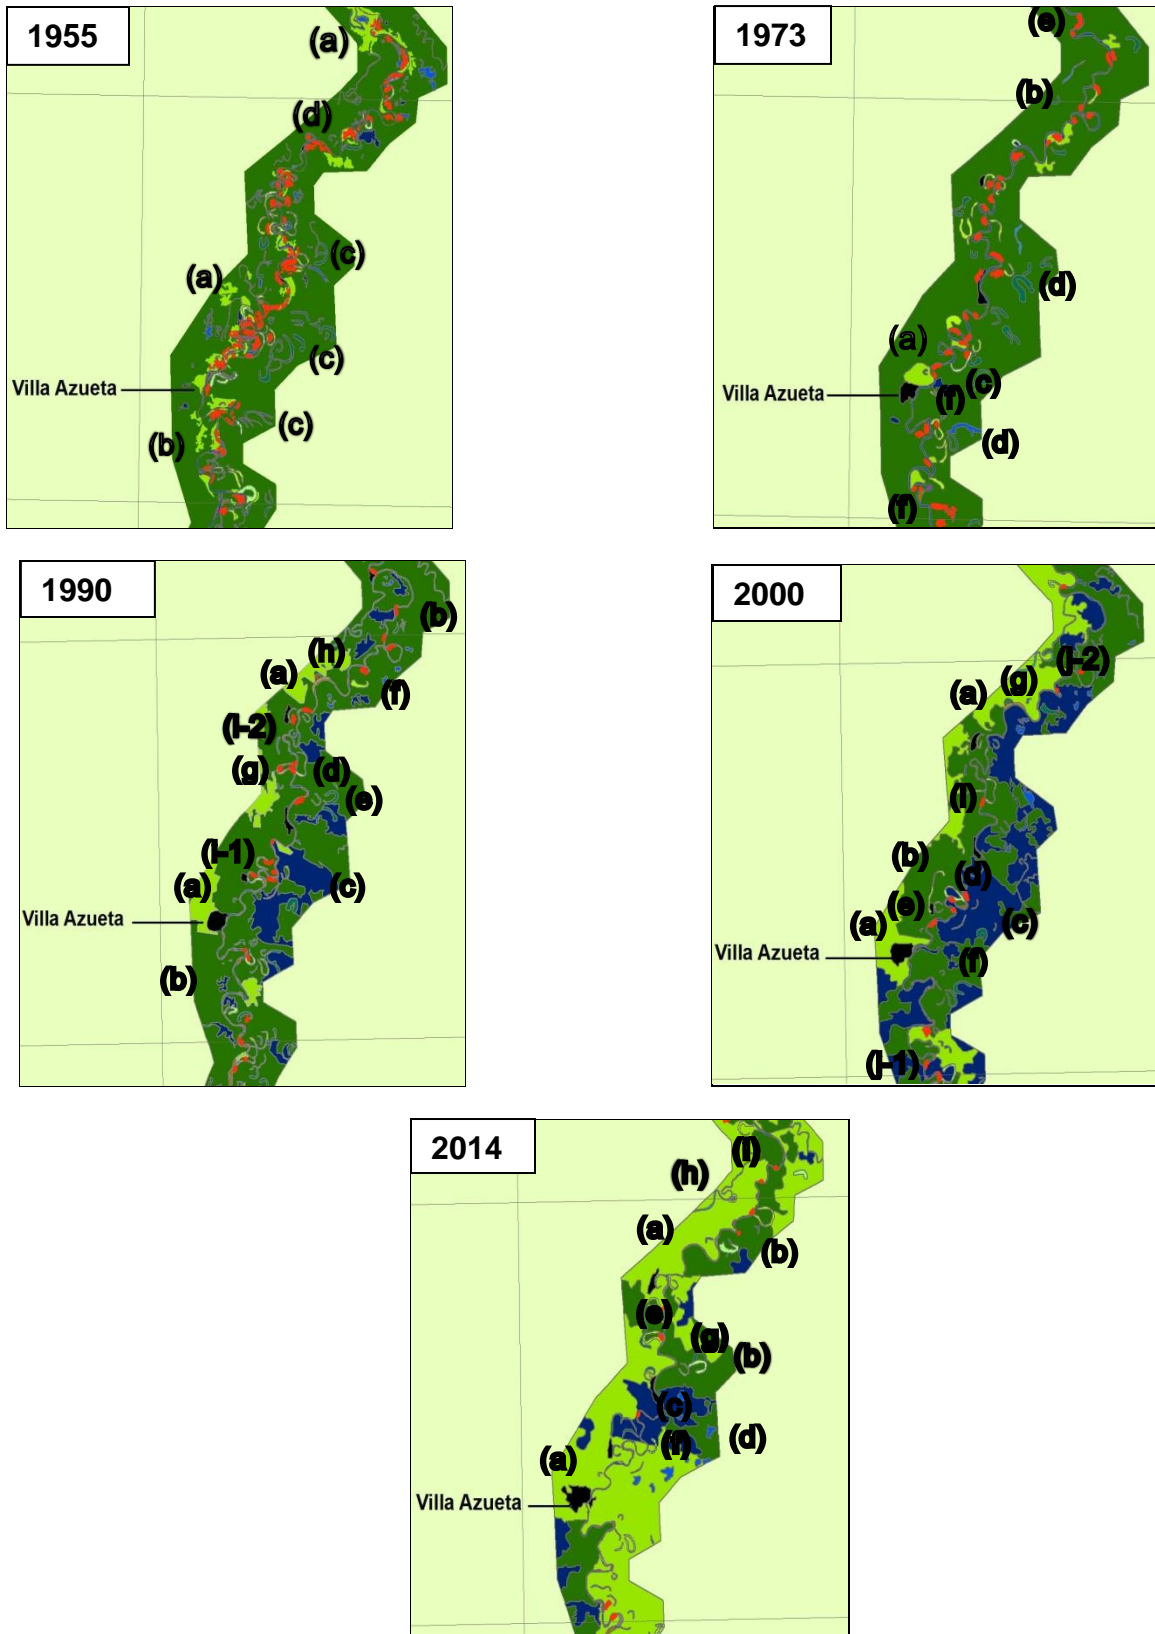 1955
(a)
(d)
(c)
(a)
(c)
Villa Azueta
(c)
(b)
1973
(e)
(b)
(d)
(a)
(c)
Villa Azueta
(f)
(d)
(f)
1990
(b)
(h)
(a)
(f)
(I-2)
(g)
(d)
(e)
(I-1)
(a)
(c)
Villa Azueta
(b)
2000
(I-2)
(g)
(a)
(I)
(b)
(d)
(e)
(a)
(c)
Villa Azueta
(f)
(I-1)
2014
(I)
(h)
(a)
(b)
(e)
(g)
(b)
(c)
(d)
(f)
(a)
Villa Azueta